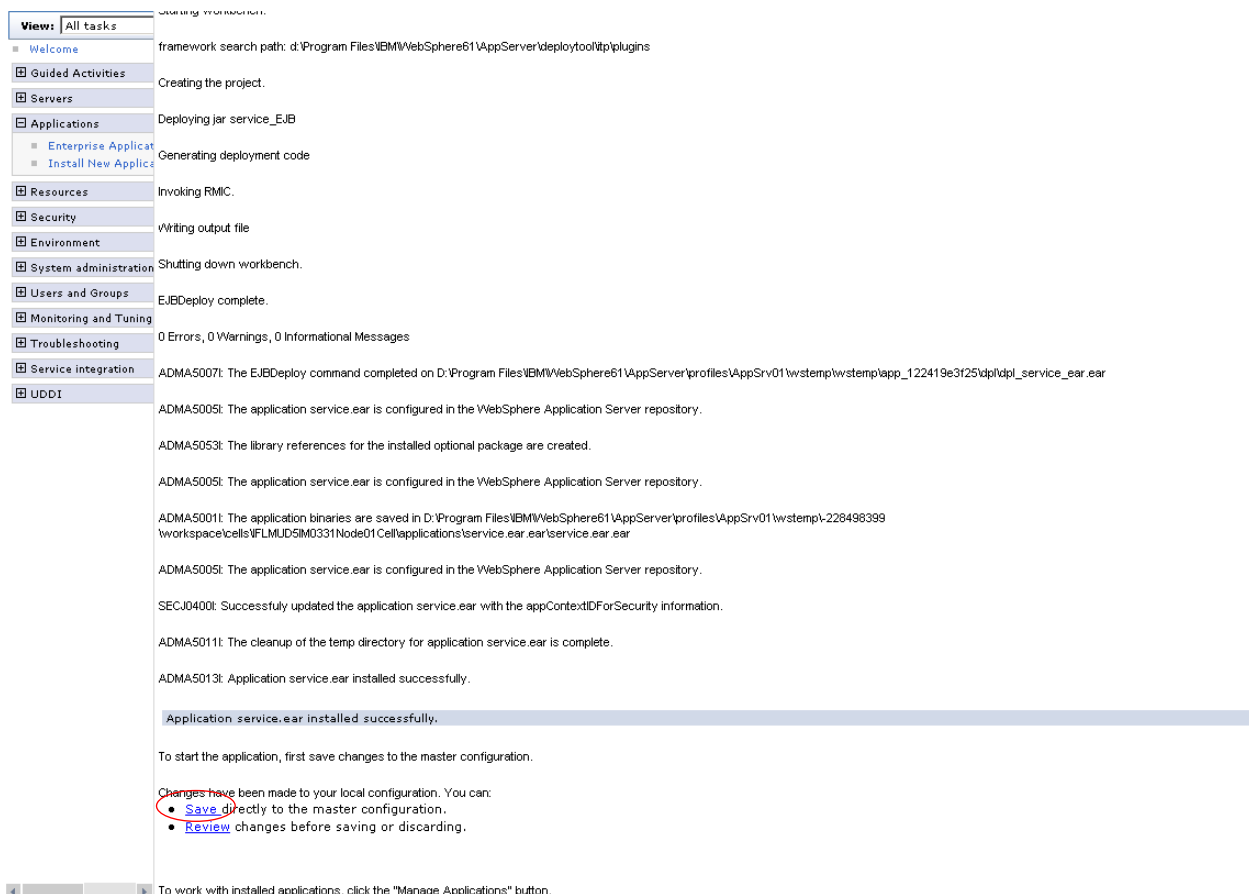 View: All tasks
Welcome
Guided Activities
Servers
Applications
Enterprise Applicat
Install New Applica
Resources
Security
Environment
System administration
Users and Groups
Monitoring and Tuning
Troubleshooting
Service integration
UDDI
Starting workbench.
framework search path: d:\Program Files\IBM\WebSphere61\AppServer\deploytool\itp\plugins
Creating the project.
Deploying jar service_EJB
Generating deployment code
Invoking RMIC.
Writing output file
Shutting down workbench.
EJBDeploy complete.
0 Errors, 0 Warnings, 0 Informational Messages
ADMA5007I: The EJBDeploy command completed on D:\Program Files\IBM\WebSphere61\AppServer\profiles\AppSrv01\wstemp\wstemp\app_122419e3f25\dpl\dpl_service_ear.ear
ADMA5005I: The application service.ear is configured in the WebSphere Application Server repository.
ADMA5053I: The library references for the installed optional package are created.
ADMA5005I: The application service.ear is configured in the WebSphere Application Server repository.
ADMA5001I: The application binaries are saved in D:\Program Files\IBM\WebSphere61\AppServer\profiles\AppSrv01\wstemp\-228498399
\workspace\cells\IFLMUD5IM0331Node01Cell\applications\service.ear.ear\service.ear.ear
ADMA5005I: The application service.ear is configured in the WebSphere Application Server repository.
SECJ0400I: Successfuly updated the application service.ear with the appContextIDForSecurity information.
ADMA5011I: The cleanup of the temp directory for application service.ear is complete.
ADMA5013I: Application service.ear installed successfully.
Application service.ear installed successfully.
To start the application, first save changes to the master configuration.
Changes have been made to your local configuration. You can:
Save directly to the master configuration.
Review changes before saving or discarding.
To work with installed applications, click the "Manage Applications" button.